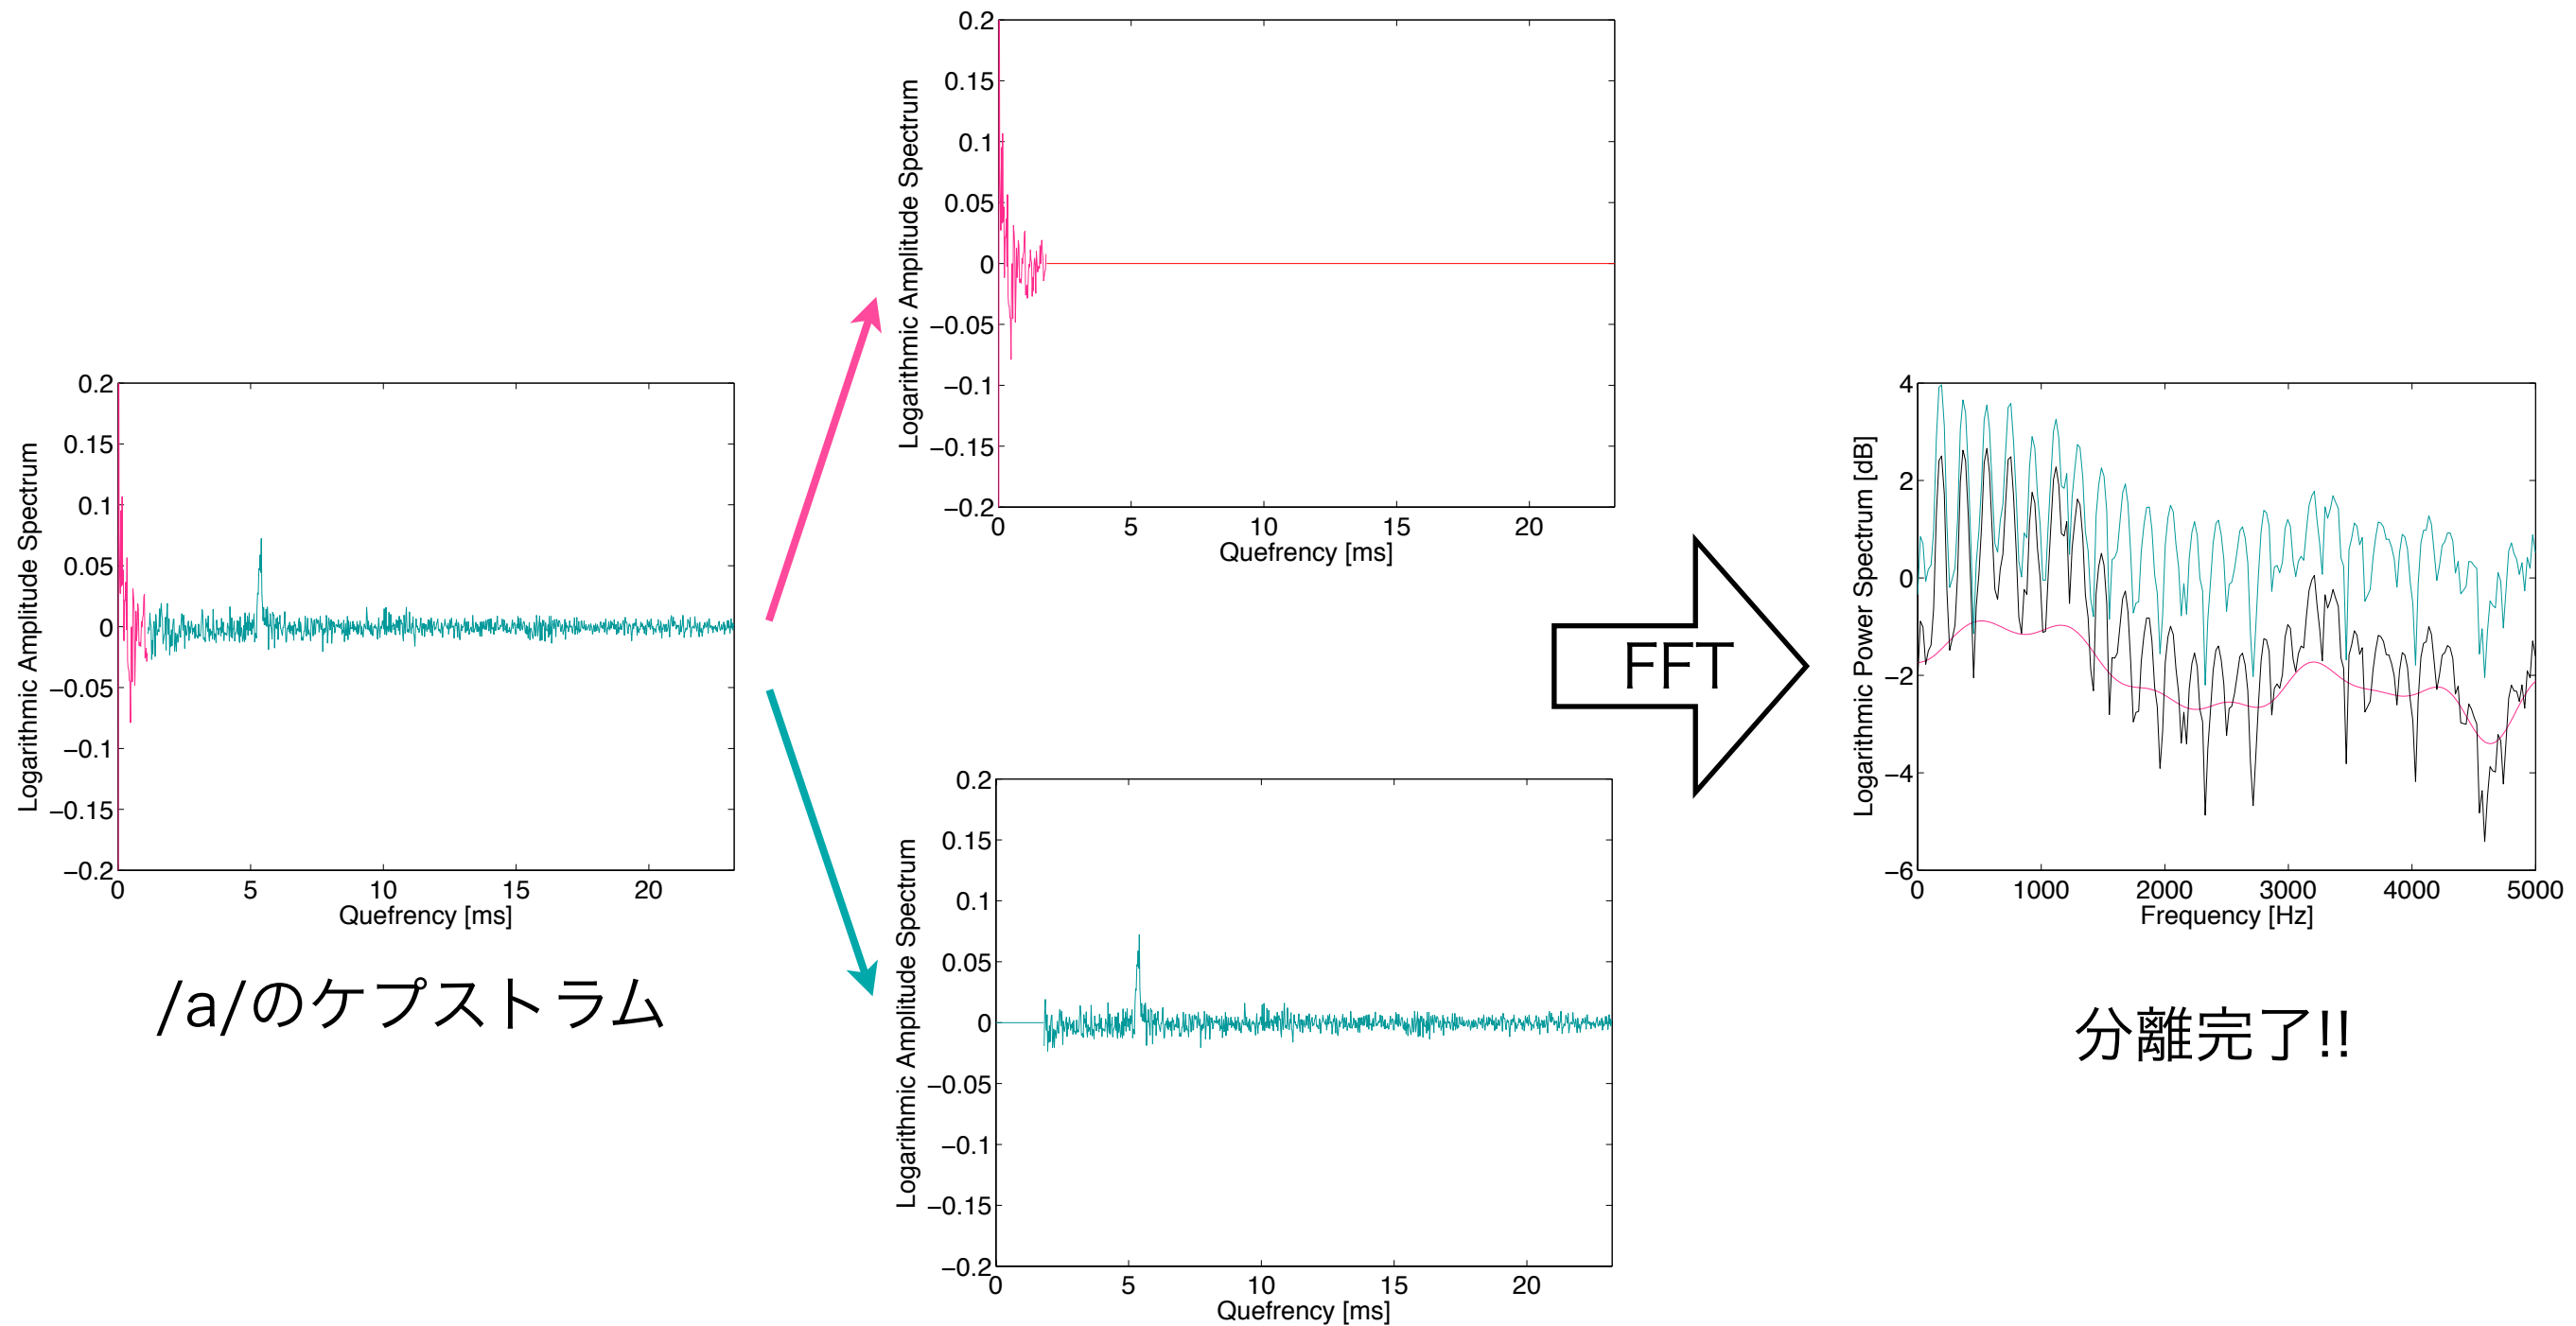 0.2
0.15
0.1
0.05
0
−0.05
−0.1
−0.15
−0.2
0 5 10 15 20
Quefrency [ms]
Logarithmic Amplitude Spectrum
/a/のケプストラム
0.2
0.15
0.1
0.05
0
−0.05
−0.1
−0.15
−0.2
0 5 10 15 20
Quefrency [ms]
Logarithmic Amplitude Spectrum
0.2
0.15
0.1
0.05
0
−0.05
−0.1
−0.15
−0.2
0 5 10 15 20
Quefrency [ms]
Logarithmic Amplitude Spectrum
FFT
4
2
0
−2
−4
−6
0 1000 2000 3000 4000 5000
Frequency [Hz]
Logarithmic Power Spectrum [dB]
分離完了!!